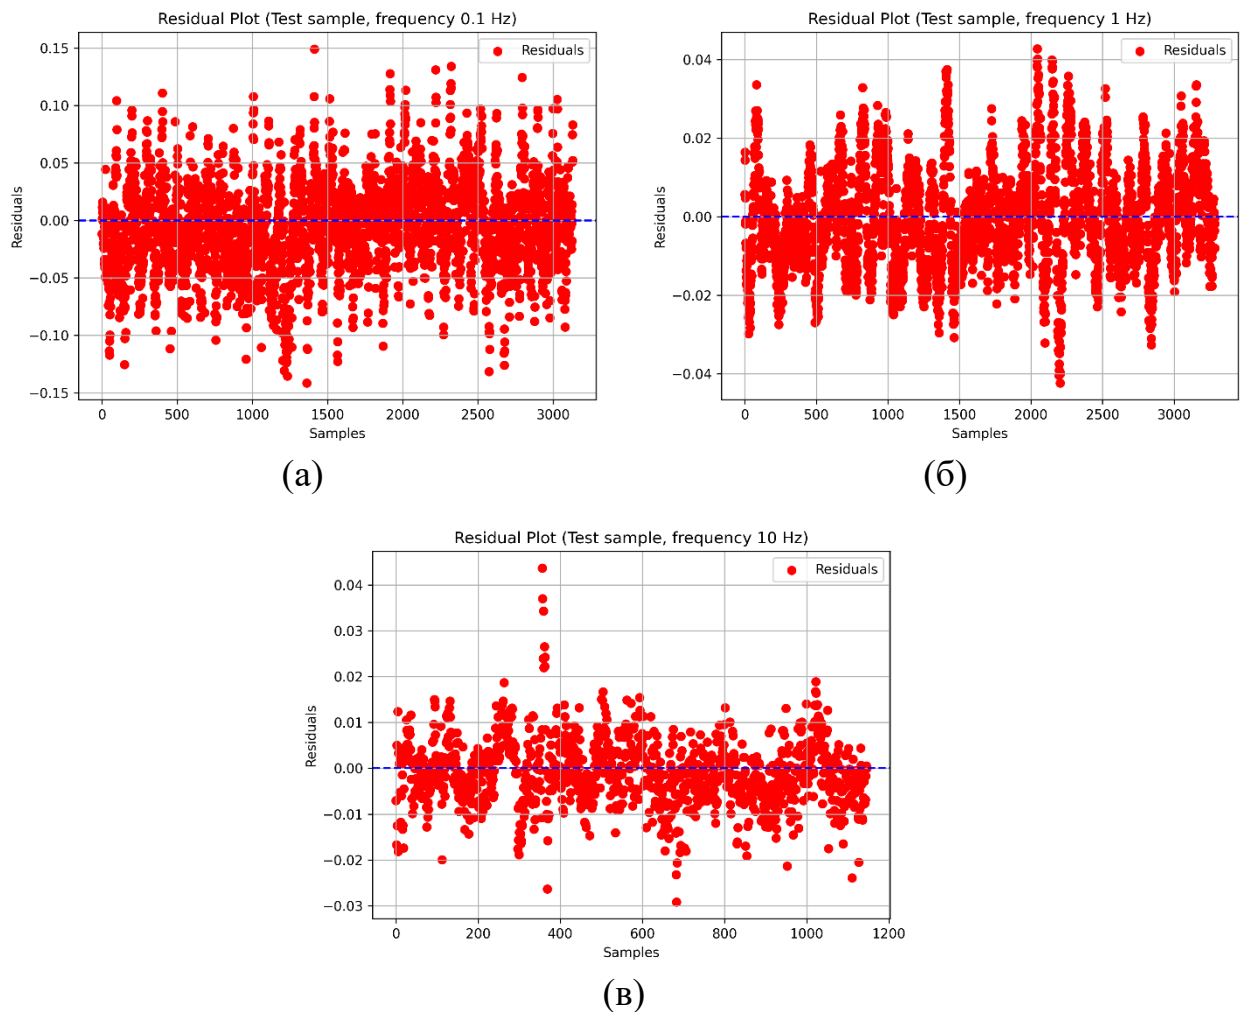 Residual Plot (Test sample, frequency 0.1 Hz)
Residuals
0.15
0.10
0.05
0.00
−0.05
−0.10
−0.15
Residuals
0 500 1000 1500 2000 2500 3000
Samples
(а)
Residual Plot (Test sample, frequency 1 Hz)
Residuals
0.04
0.02
0.00
−0.02
−0.04
Residuals
0 500 1000 1500 2000 2500 3000
Samples
(б)
Residual Plot (Test sample, frequency 10 Hz)
Residuals
0.04
0.03
0.02
0.01
0.00
−0.01
−0.02
−0.03
Residuals
0 200 400 600 800 1000 1200
Samples
(в)